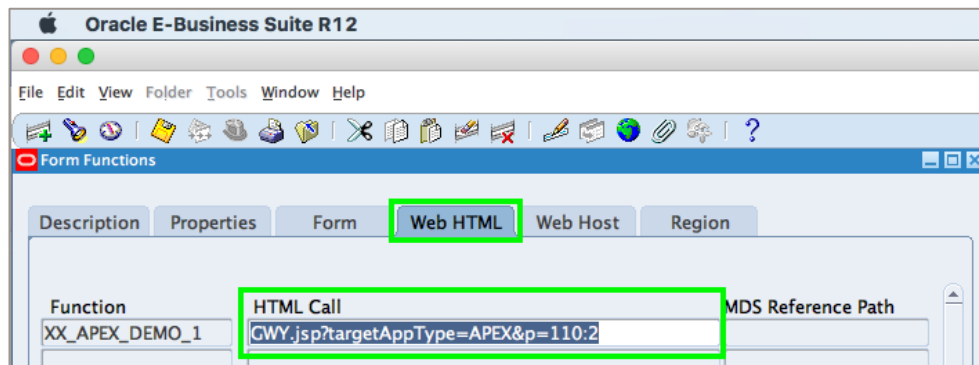 Oracle E-Business Suite R12
File Edit View Folder Tools Window Help
Form Functions
Description Properties Form Web HTML Web Host Region
Function HTML Call MDS Reference Path
XX_APEX_DEMO_1 GWY.jsp?targetAppType=APEX&p=110:2